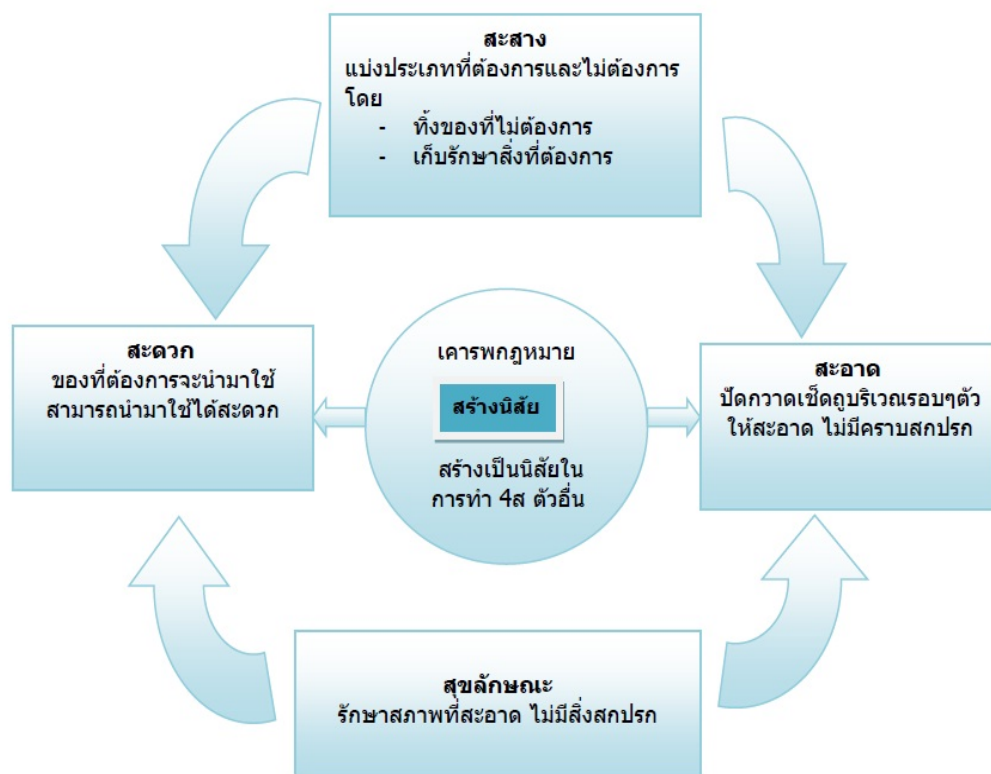 สะสาง
แบ่งประเภทที่ต้องการและไม่ต้องการ
โดย
- ทิ้งของที่ไม่ต้องการ
- เก็บรักษาสิ่งที่ต้องการ
สะดวก
ของที่ต้องการจะนำมาใช้
สามารถนำมาใช้ได้สะดวก
เคารพกฎหมาย
สร้างนิสัย
สร้างเป็นนิสัยใน
การทำ 4ส ตัวอื่น
สะอาด
ปัดกวาดเช็ดถูบริเวณรอบๆตัว
ให้สะอาด ไม่มีคราบสกปรก
สุขลักษณะ
รักษาสภาพที่สะอาด ไม่มีสิ่งสกปรก